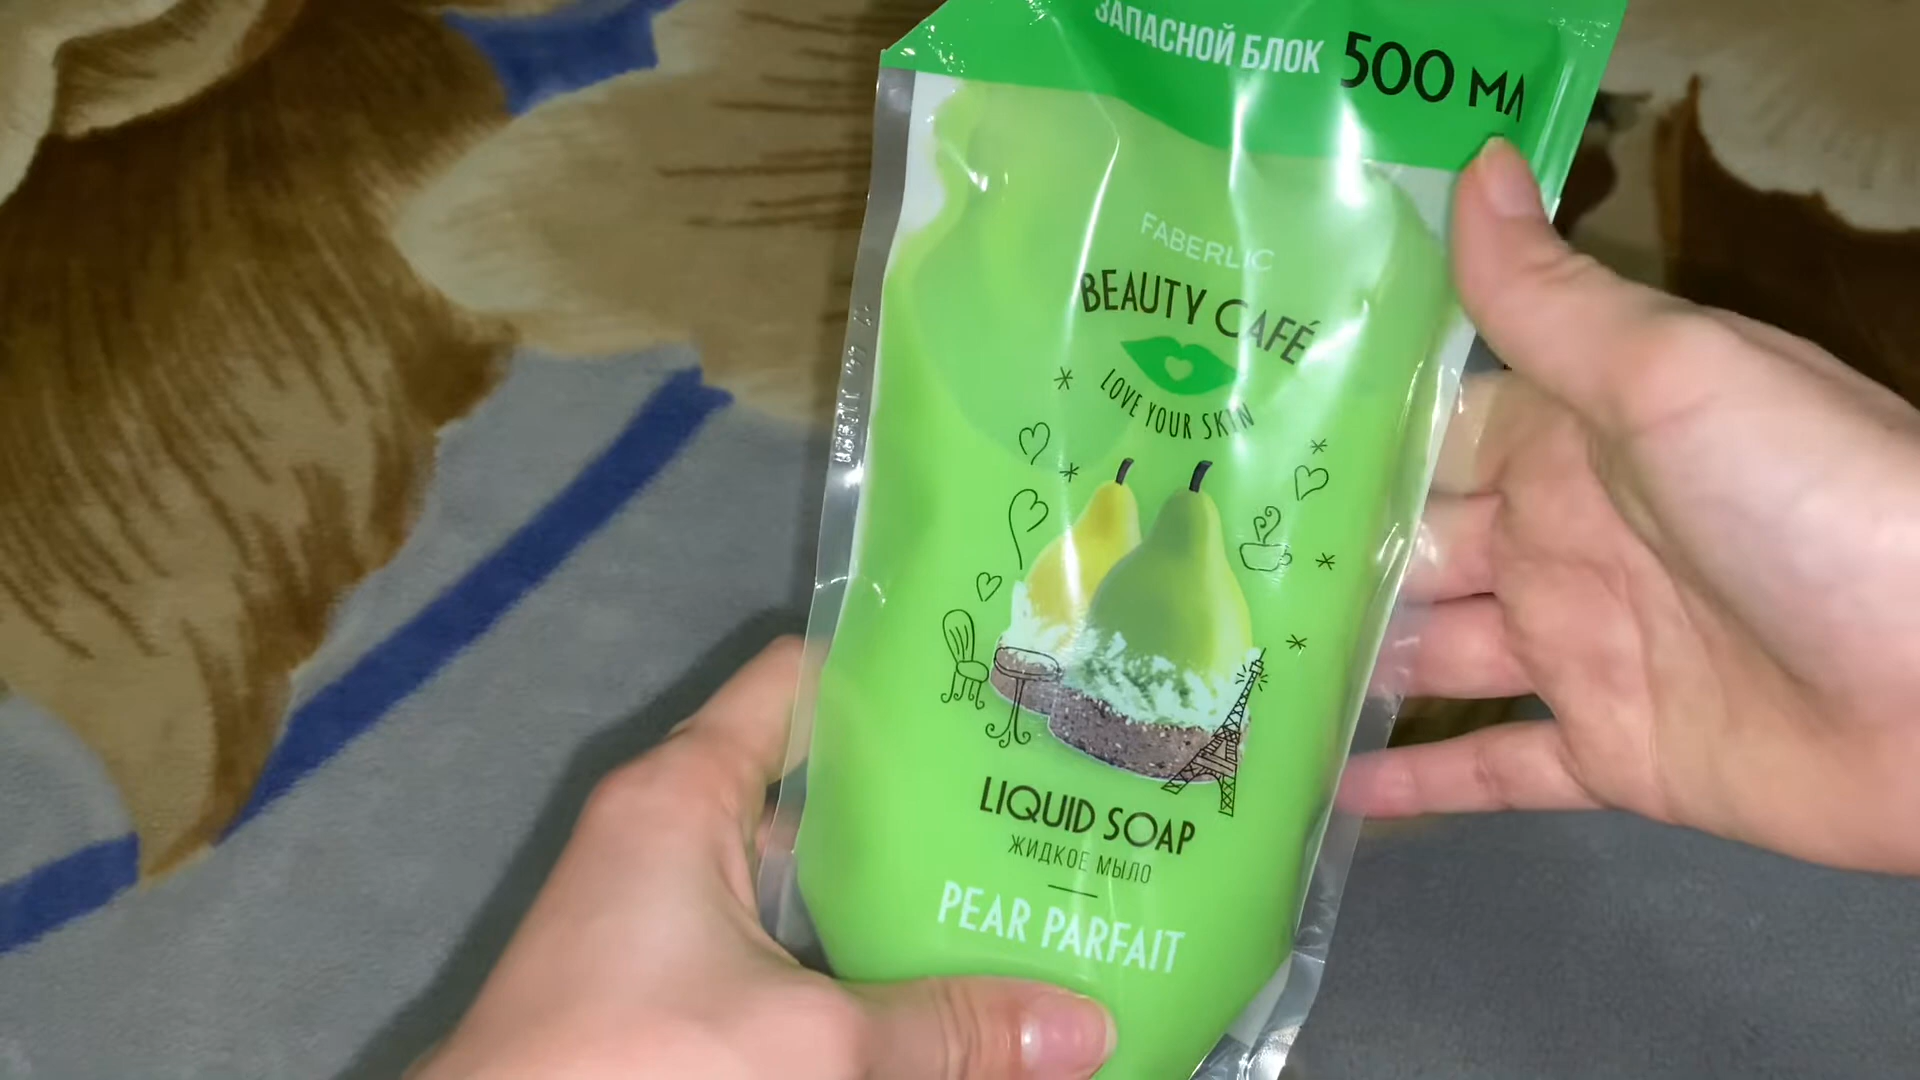 ЗАПАСНОЙ БЛОК 500 МЛ
FABERLIC
BEAUTY CAFÉ
LOVE YOUR SKIN
LIQUID SOAP
ЖИДКОЕ МЫЛО
PEAR PARFAIT